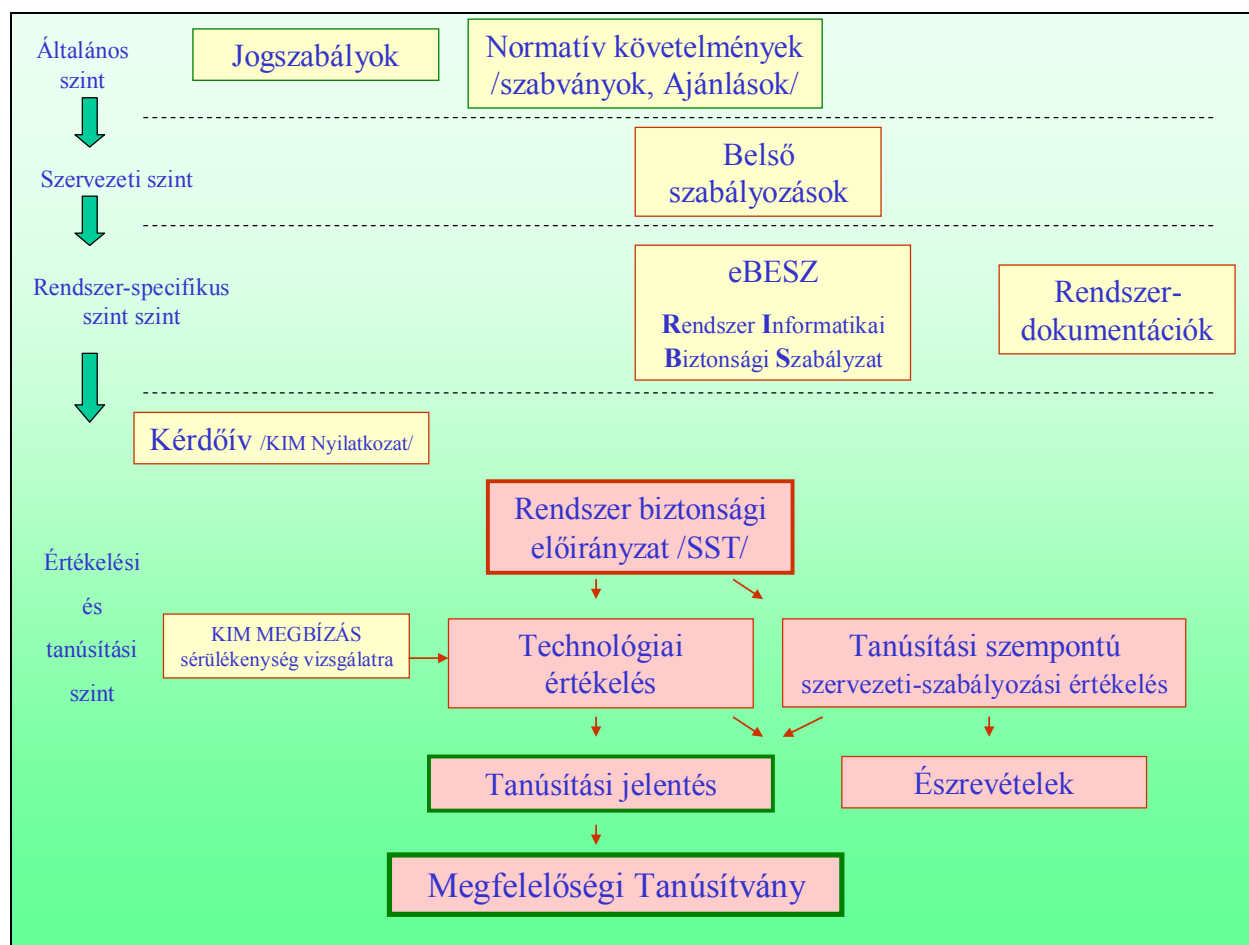 Általános
szint
Jogszabályok
Normatív követelmények
/szabványok, Ajánlások/
Szervezeti szint
Belső
szabályozások
Rendszer-specifikus
szint szint
eBESZ
Rendszer Informatikai
Biztonsági Szabályzat
Rendszer-
dokumentációk
Kérdőív /KIM Nyilatkozat/
Rendszer biztonsági
előirányzat /SST/
Értékelési
és
tanúsítási
szint
KIM MEGBÍZÁS
sérülékenység vizsgálatra
Technológiai
értékelés
Tanúsítási szempontú
szervezeti-szabályozási értékelés
Tanúsítási jelentés
Észrevételek
Megfelelőségi Tanúsítvány